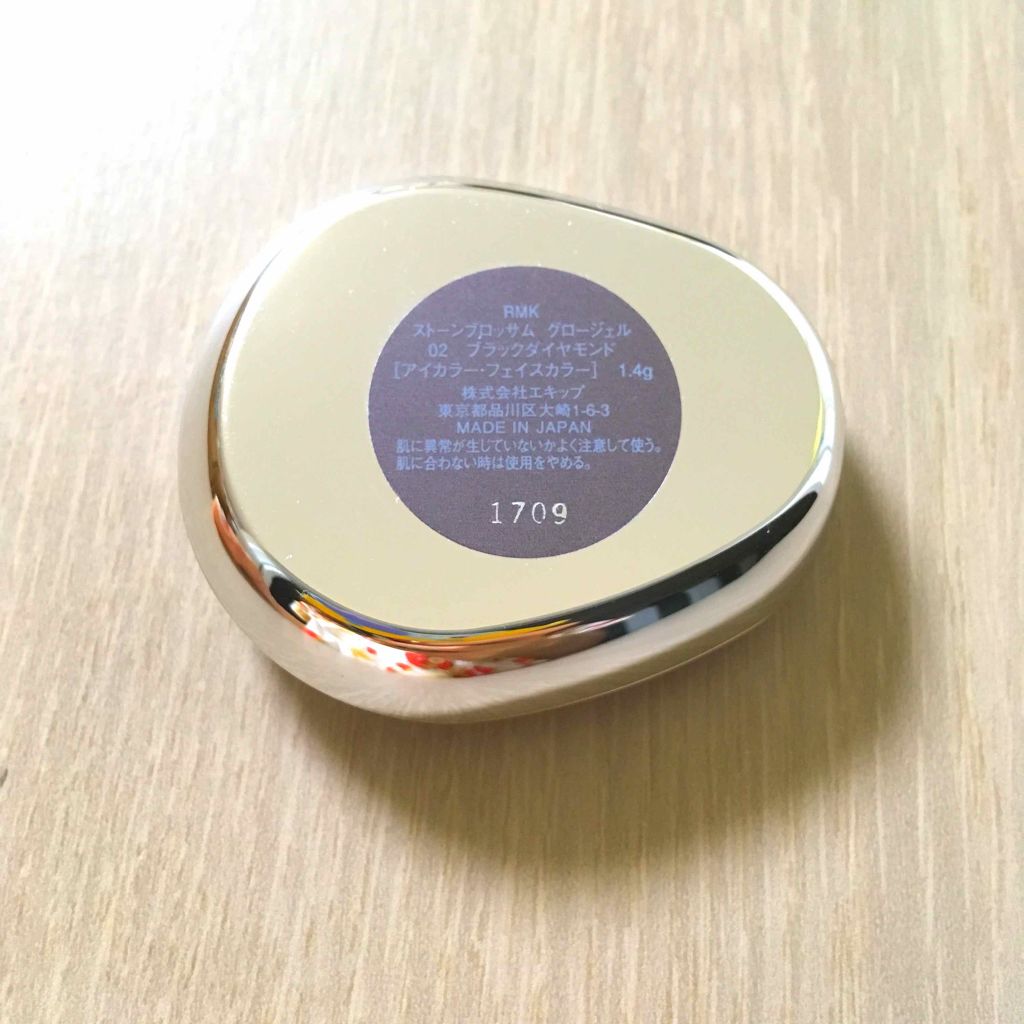 RMK
ストーンブロッサム グロージェル
02 ブラックダイヤモンド
[アイカラー・フェイスカラー] 1.4g
株式会社エキップ
東京都品川区大崎1-6-3
MADE IN JAPAN
肌に異常が生じていないかよく注意して使う。
肌に合わない時は使用をやめる。
1709